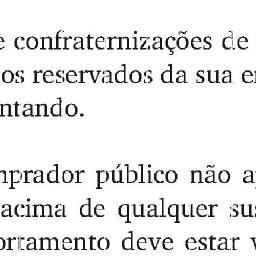 e confraternizações de
os reservados da sua e
ntando.
mprador público não a
acima de qualquer sus
ortamento deve estar